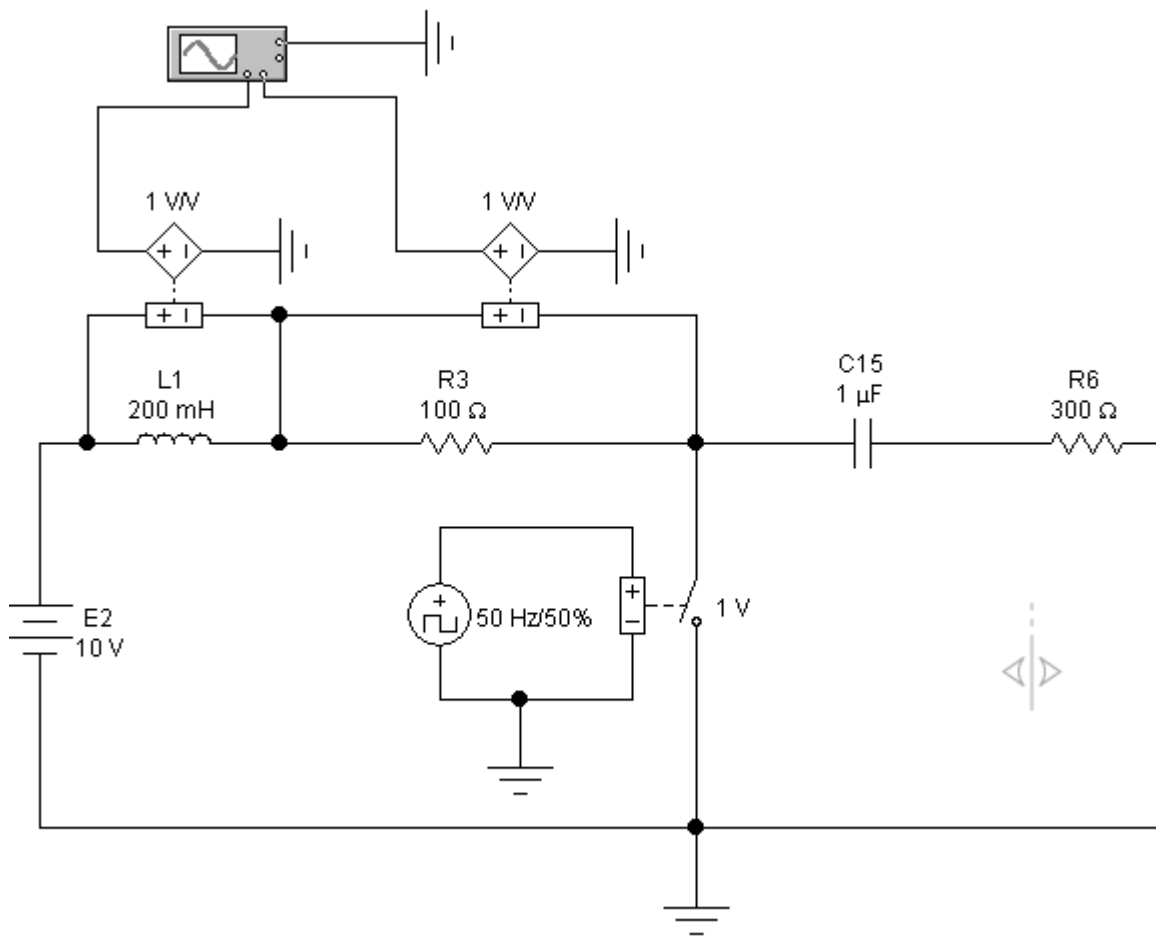 1 V/V
1 V/V
L1
200 mH
R3
100 Ω
C15
1 µF
R6
300 Ω
50 Hz/50%
1 V
E2
10 V